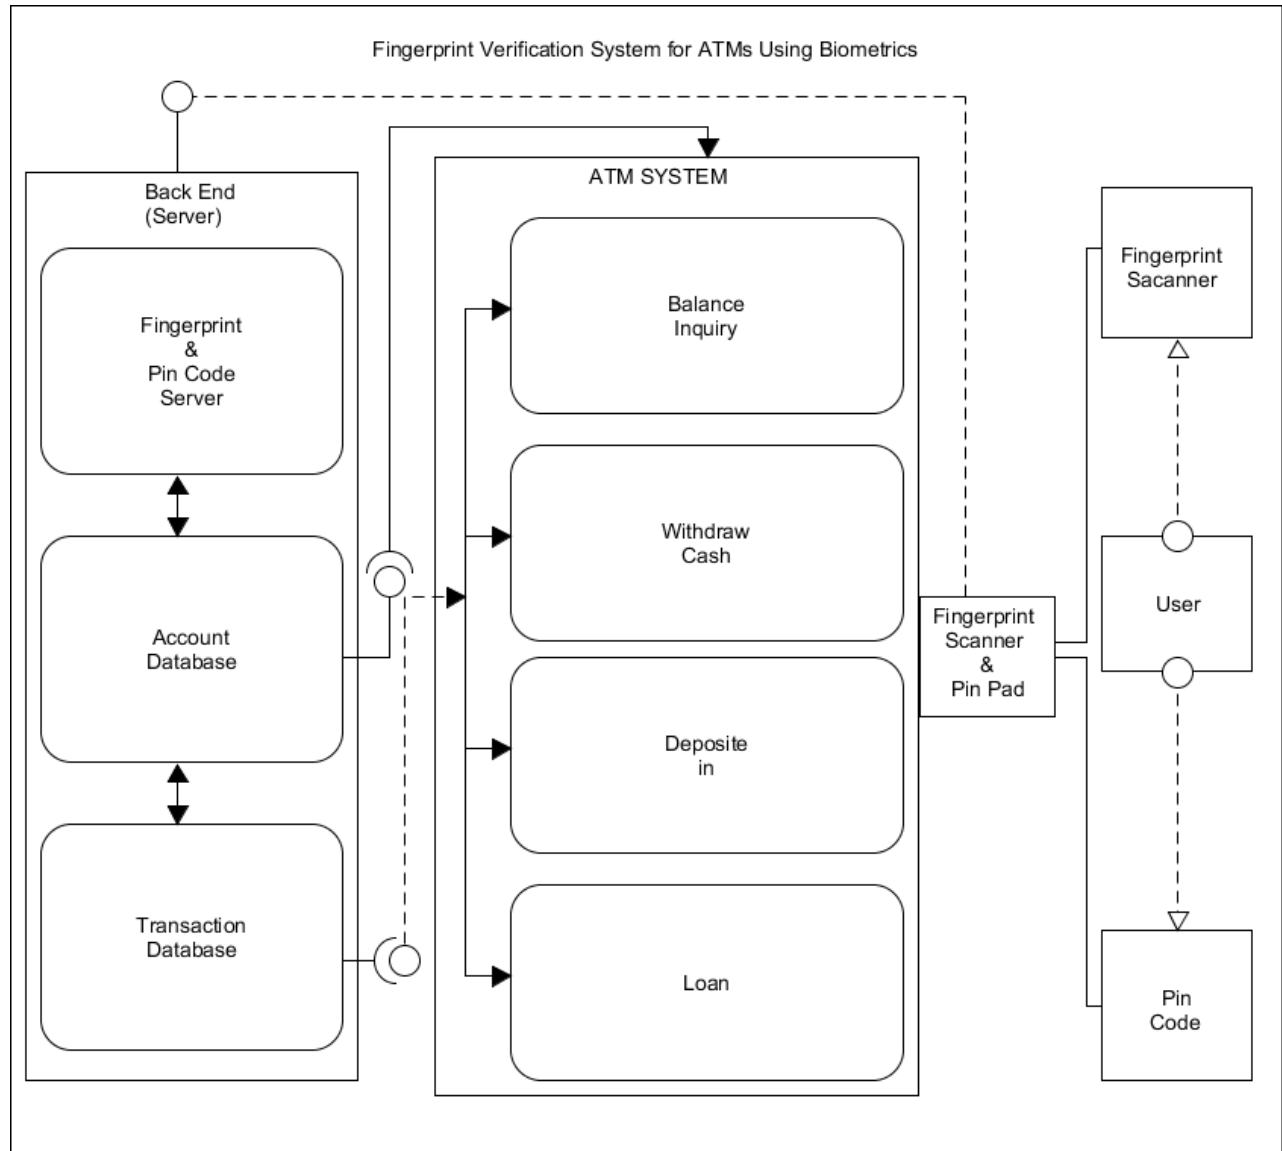 Fingerprint Verification System for ATMs Using Biometrics
Back End
(Server)
Fingerprint
&
Pin Code
Server
Account
Database
Transaction
Database
ATM SYSTEM
Balance
Inquiry
Withdraw
Cash
Deposite
in
Loan
Fingerprint
Scanner
&
Pin Pad
Fingerprint
Sacanner
User
Pin
Code